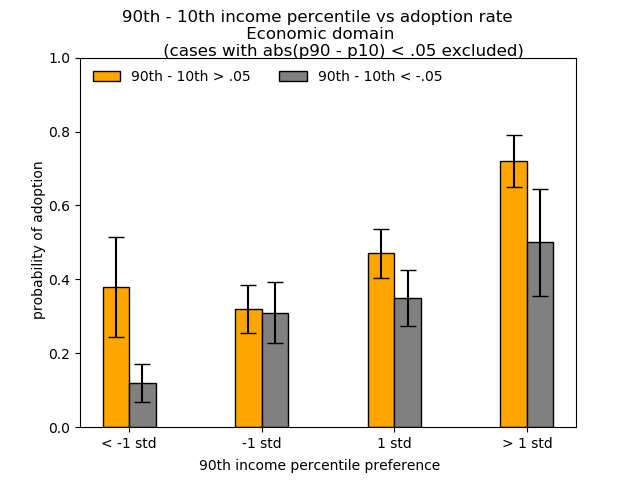 90th - 10th income percentile vs adoption rate
Economic domain
(cases with abs(p90 - p10) < .05 excluded)
1.0
90th - 10th > .05
90th - 10th < -.05
0.8
0.6
0.4
0.2
0.0
probability of adoption
< -1 std
-1 std
1 std
> 1 std
90th income percentile preference